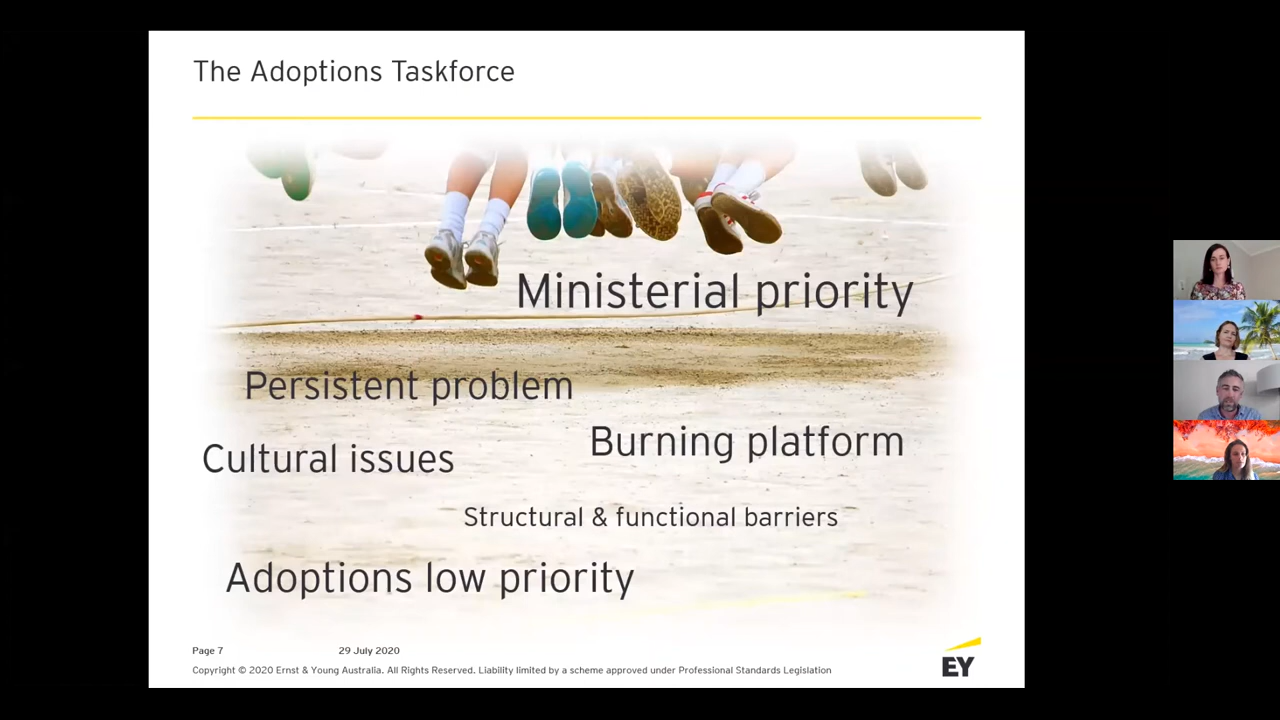 The Adoptions Taskforce
Ministerial priority
Persistent problem
Burning platform
Cultural issues
Structural & functional barriers
Adoptions low priority
Page 7
29 July 2020
Copyright © 2020 Ernst & Young Australia. All Rights Reserved. Liability limited by a scheme approved under Professional Standards Legislation
EY